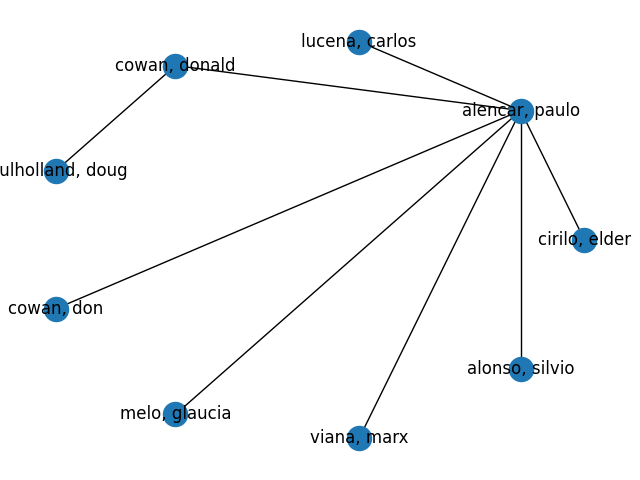 lucena, carlos
cowan, donald
alencar, paulo
ulholland, doug
cirilo, elder
cowan, don
alonso, silvio
melo, glaucia
viana, marx